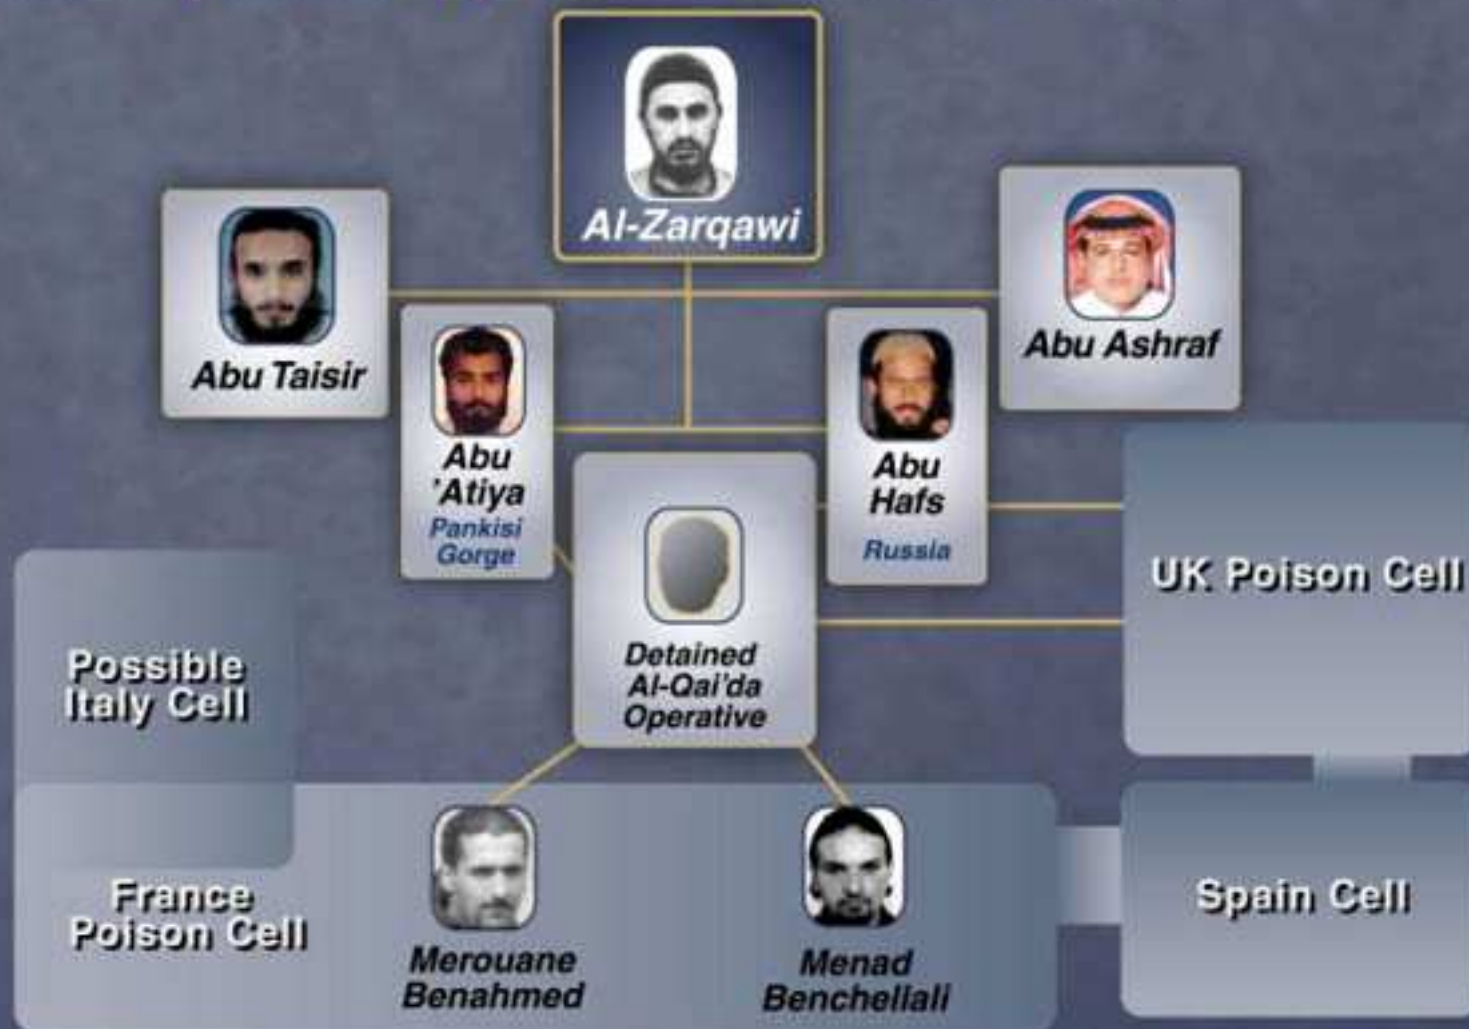 Al-Zarqawi
Abu Taisir
Abu Ashraf
Abu
'Atiya
Pankisi
Gorge
Abu
Hafs
Russia
Detained
Al-Qai'da
Operative
UK Poison Cell
Possible
Italy Cell
France
Poison Cell
Merouane
Benahmed
Menad
Benchellali
Spain Cell